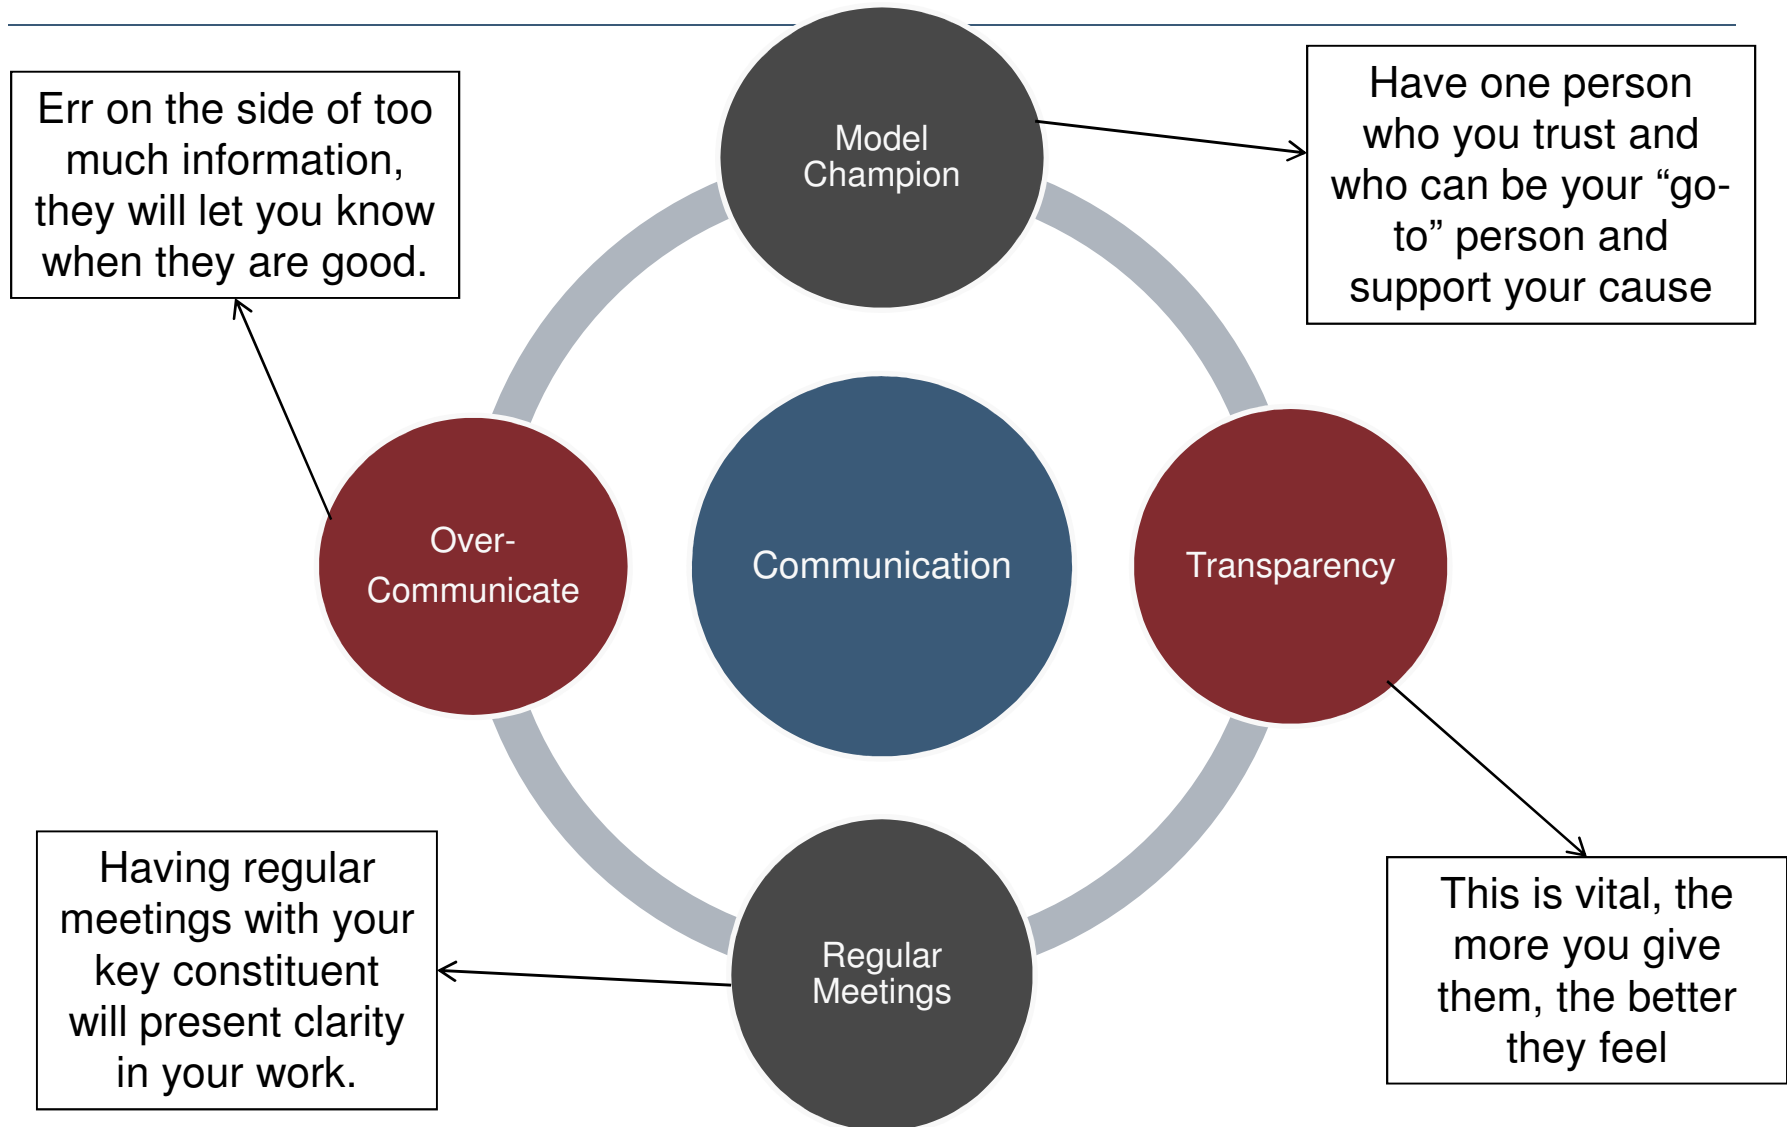 Err on the side of too
much information,
they will let you know
when they are good.
Model
Champion
Have one person
who you trust and
who can be your “go-
to” person and
support your cause
Over-
Communicate
Communication
Transparency
Having regular
meetings with your
key constituent
will present clarity
in your work.
Regular
Meetings
This is vital, the
more you give
them, the better
they feel